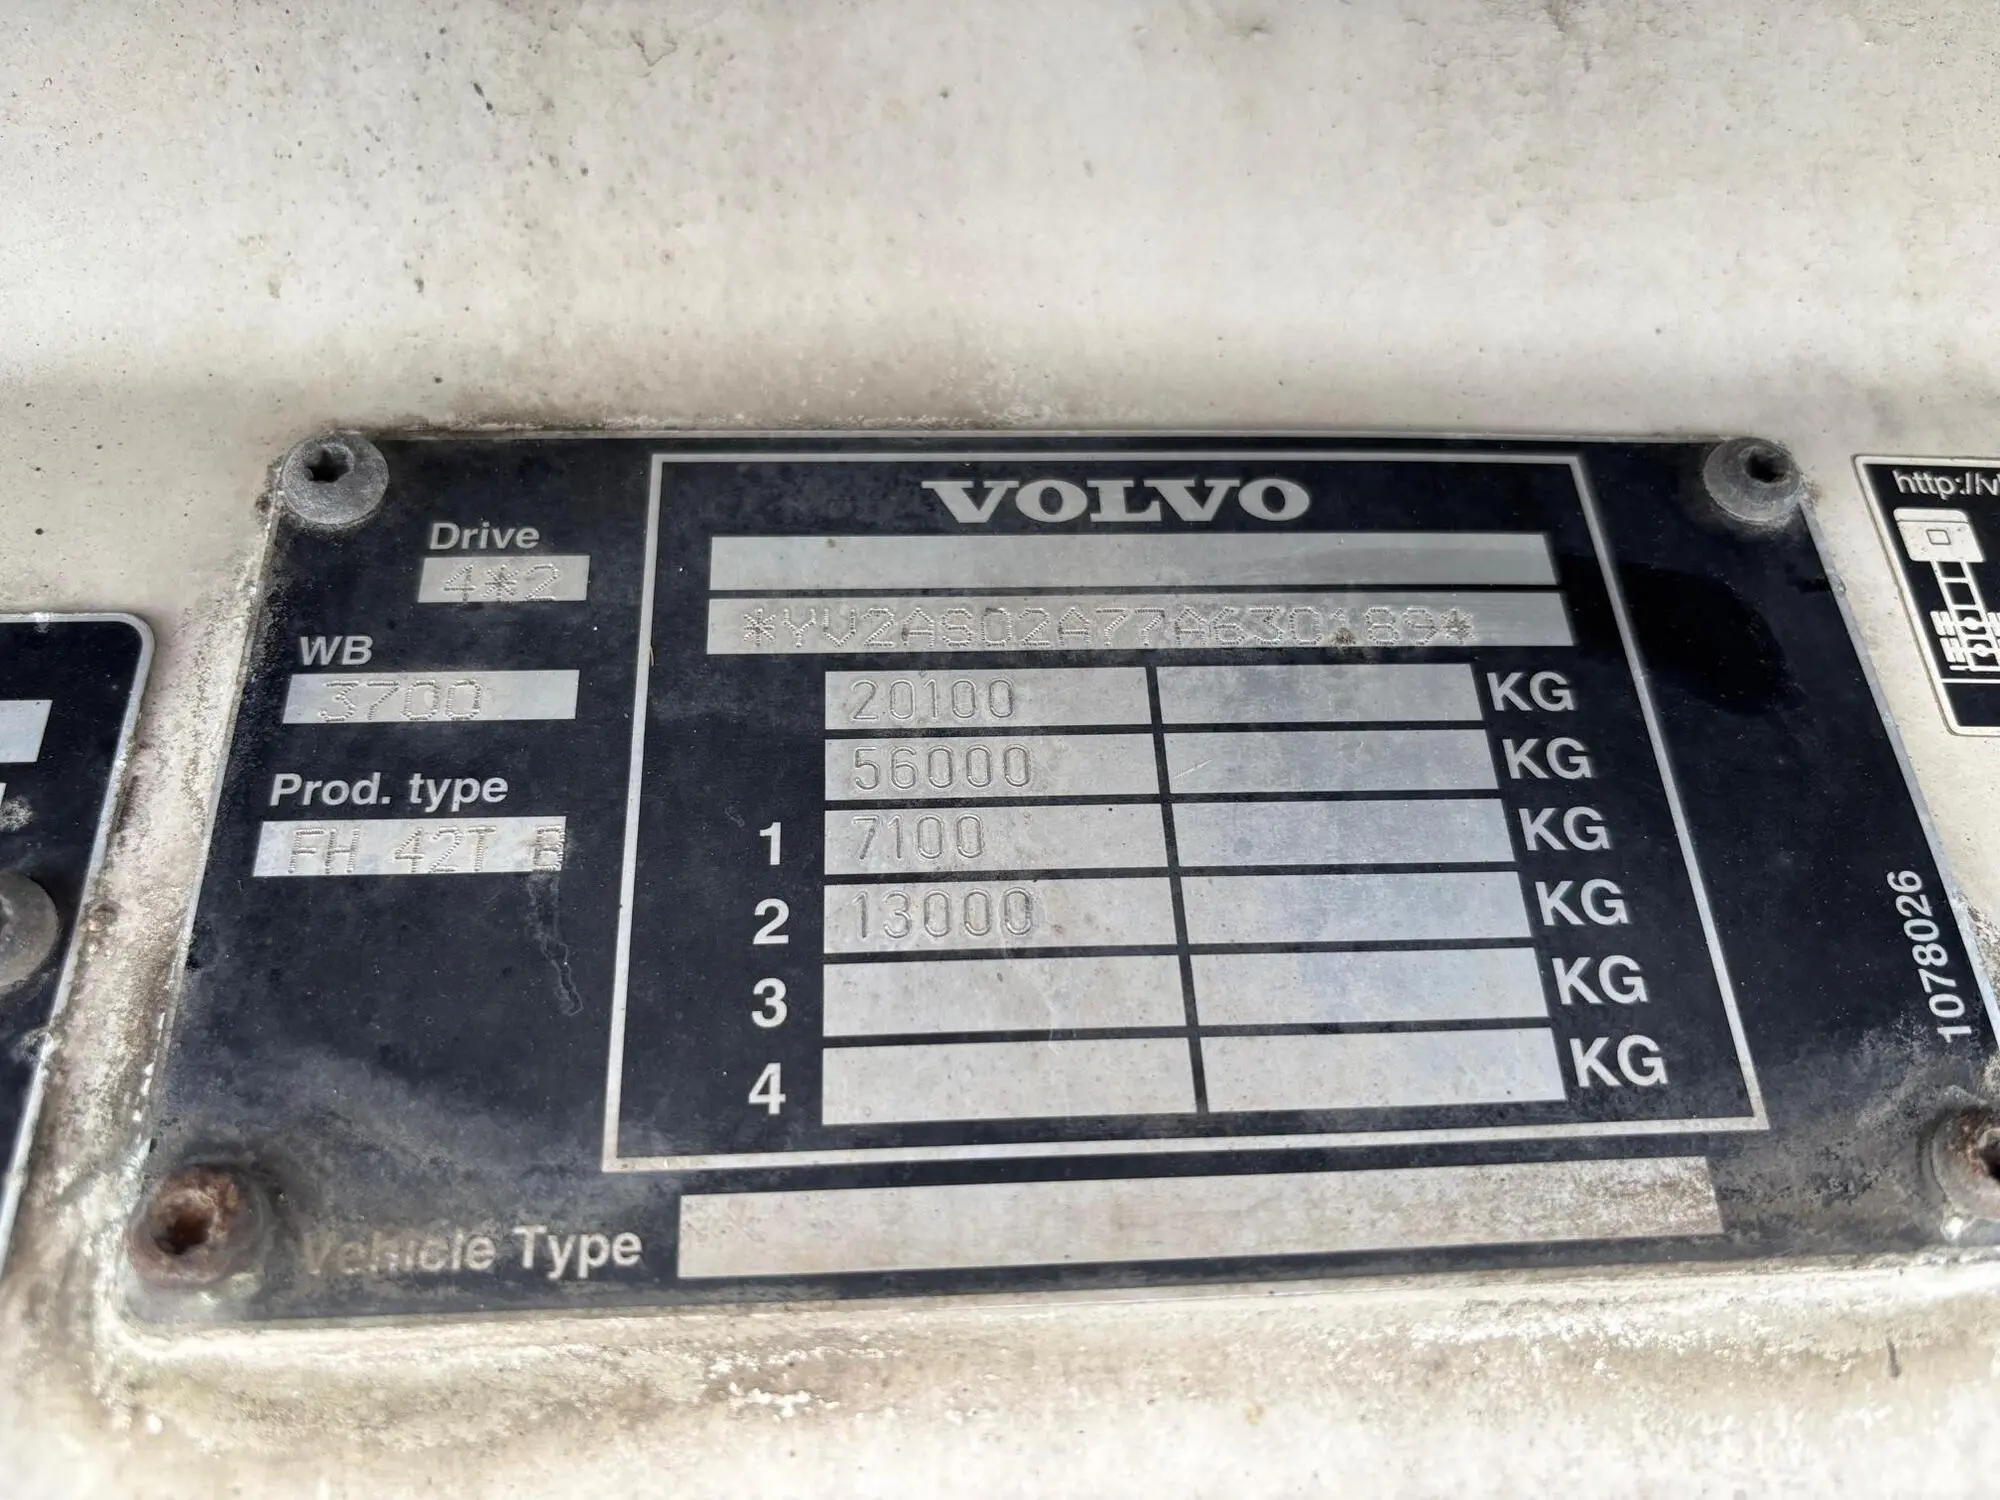 VOLVO
Drive
4*2
WB
3700
Prod. type
FH 42T B
*YV2AS02A77A630189*
20100 KG
56000 KG
1 7100 KG
2 13000 KG
3 KG
4 KG
Vehicle Type
1078026
http://v